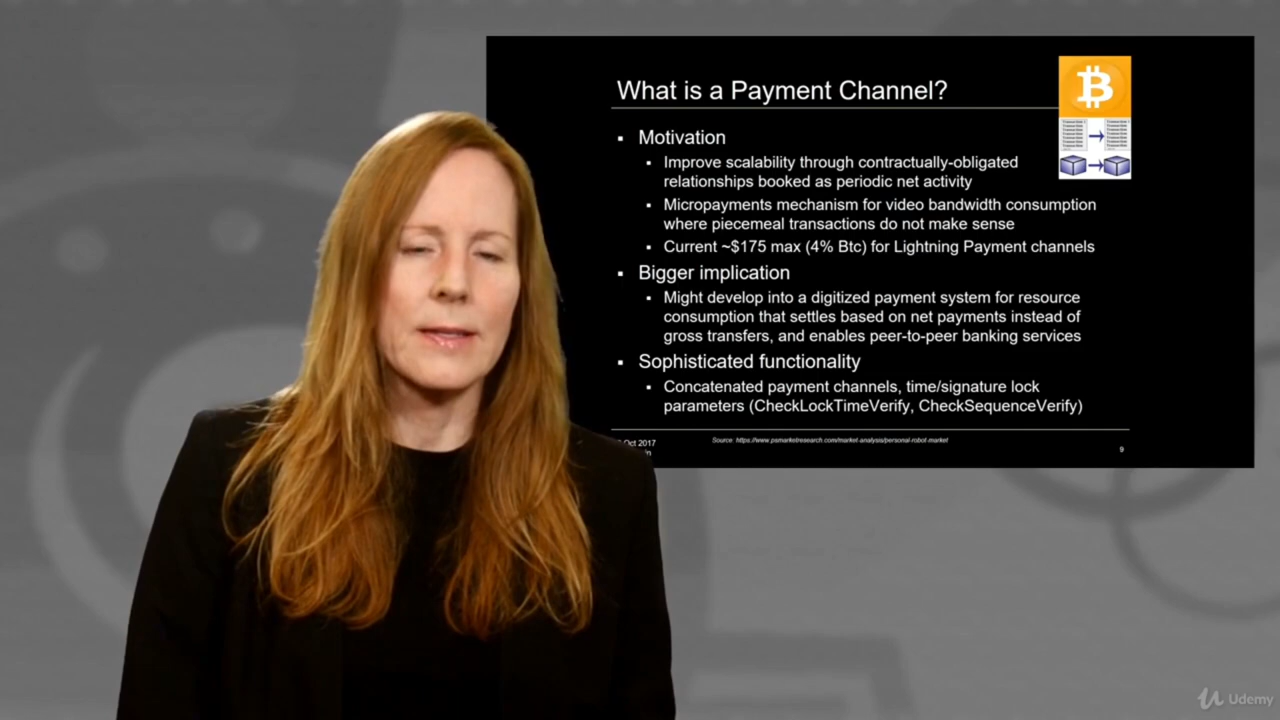 What is a Payment Channel?
Motivation
Improve scalability through contractually-obligated
relationships booked as periodic net activity
Micropayments mechanism for video bandwidth consumption
where piecemeal transactions do not make sense
Current ~$175 max (4% Btc) for Lightning Payment channels
Bigger implication
Might develop into a digitized payment system for resource
consumption that settles based on net payments instead of
gross transfers, and enables peer-to-peer banking services
Sophisticated functionality
Concatenated payment channels, time/signature lock
parameters (CheckLockTimeVerify, CheckSequenceVerify)
Oct 2017
Source: https://www.psmarketresearch.com/market-analysis/personal-robot-market
9
Udemy